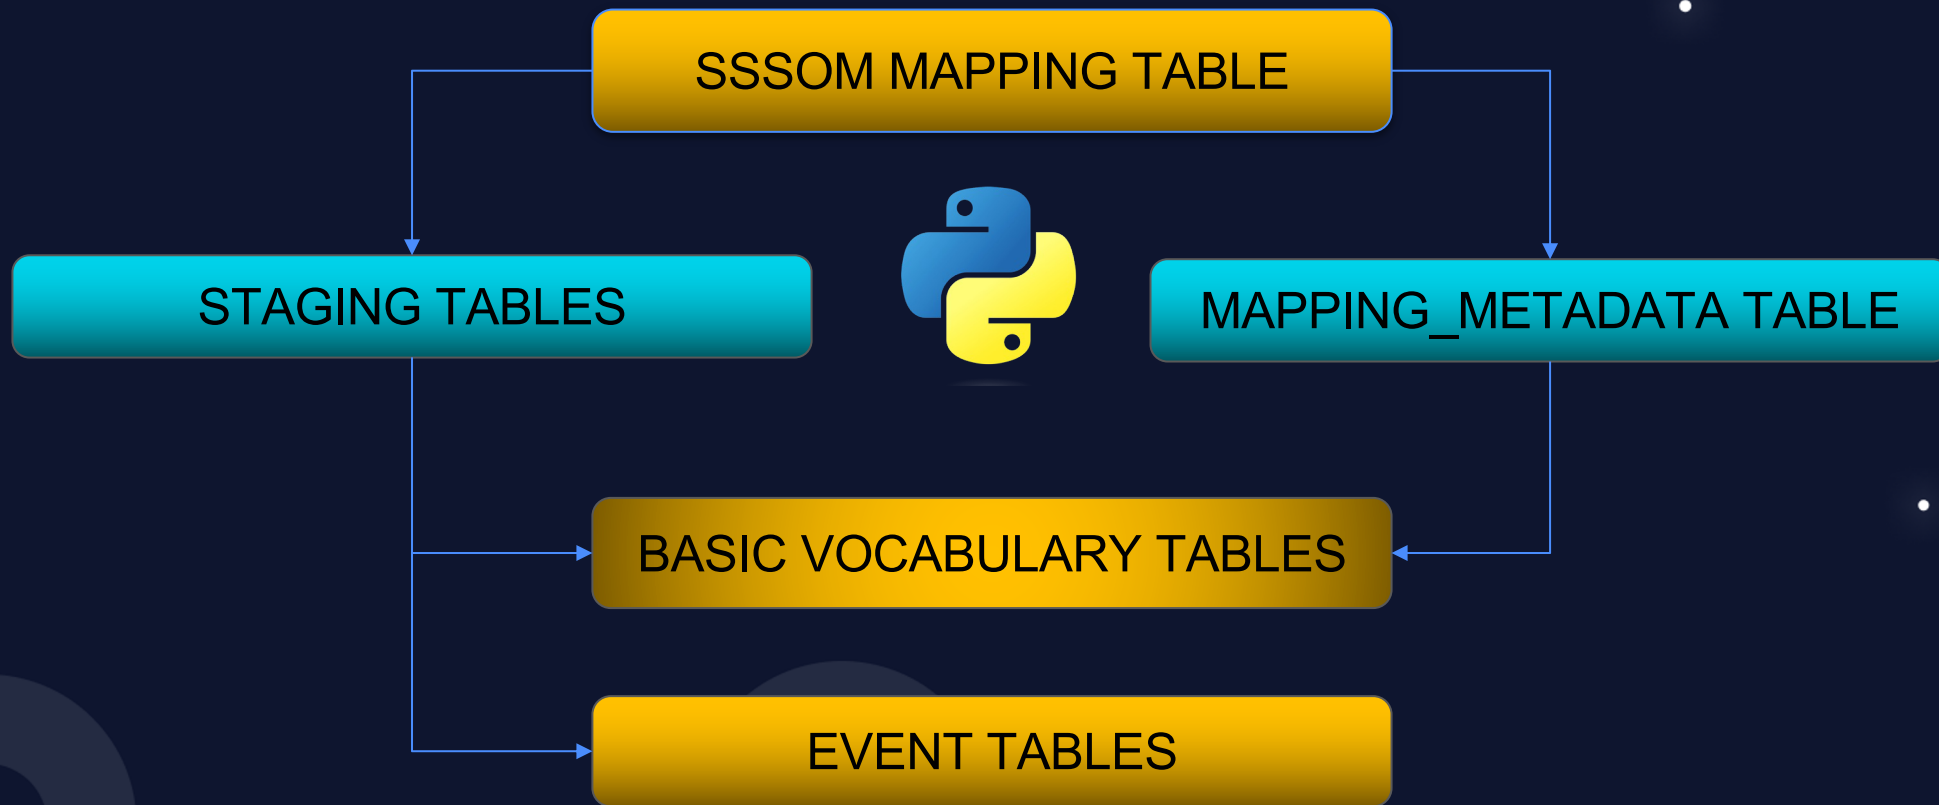 SSSOM MAPPING TABLE
STAGING TABLES
MAPPING_METADATA TABLE
BASIC VOCABULARY TABLES
EVENT TABLES